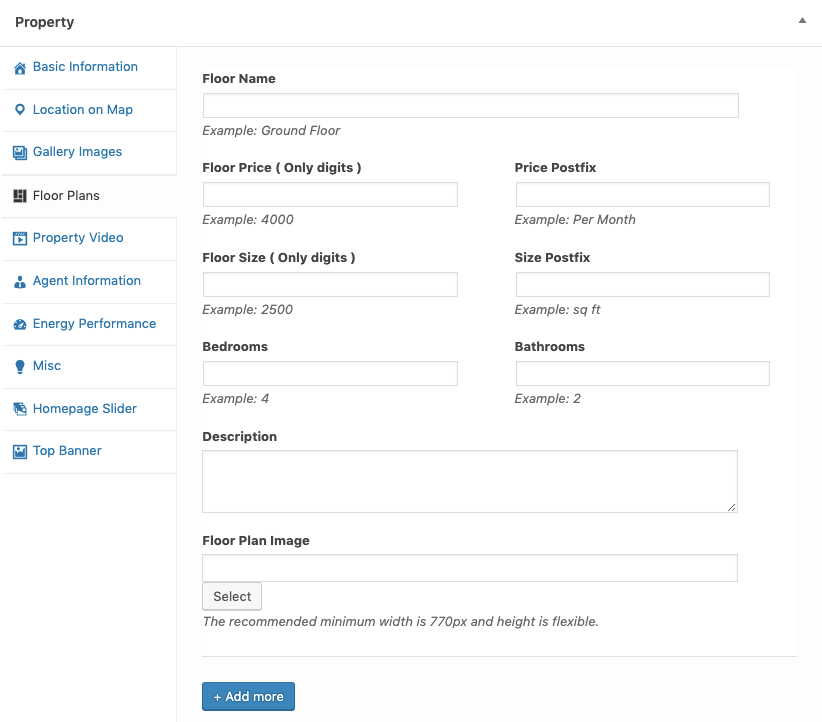 Property
Basic Information
Location on Map
Gallery Images
Floor Plans
Property Video
Agent Information
Energy Performance
Misc
Homepage Slider
Top Banner
Floor Name
Example: Ground Floor
Floor Price ( Only digits )
Example: 4000
Price Postfix
Example: Per Month
Floor Size ( Only digits )
Example: 2500
Size Postfix
Example: sq ft
Bedrooms
Example: 4
Bathrooms
Example: 2
Description
Floor Plan Image
Select
The recommended minimum width is 770px and height is flexible.
+ Add more